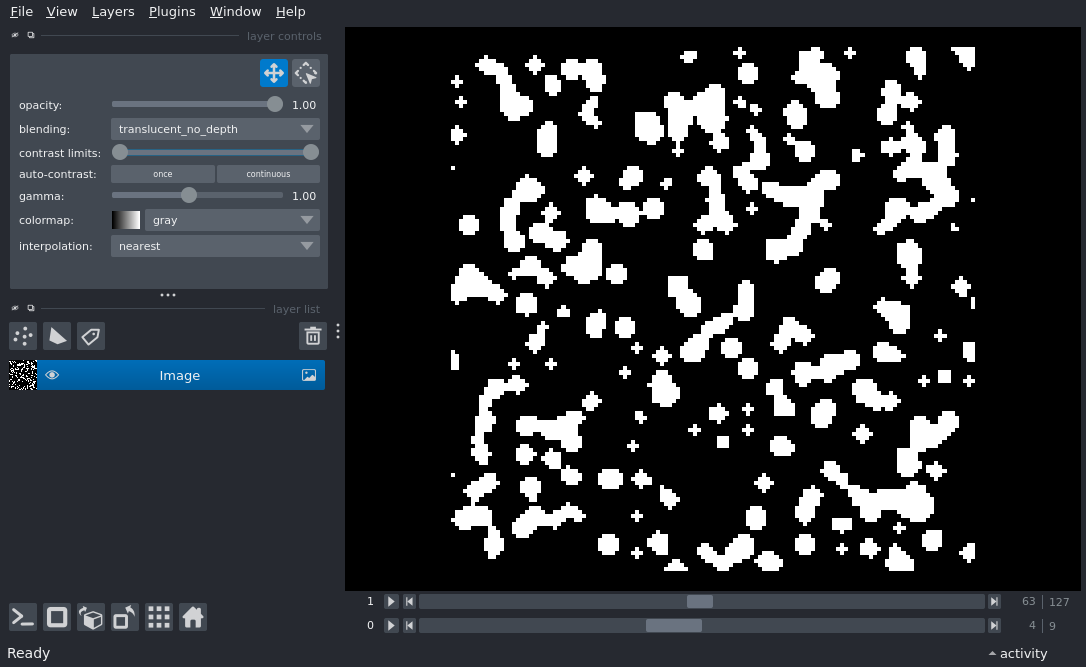 File View Layers Plugins Window Help
layer controls
opacity: 1.00
blending: translucent_no_depth
contrast limits:
auto-contrast: once continuous
gamma: 1.00
colormap: gray
interpolation: nearest
layer list
Image
1 63 127
0 4 9
Ready activity